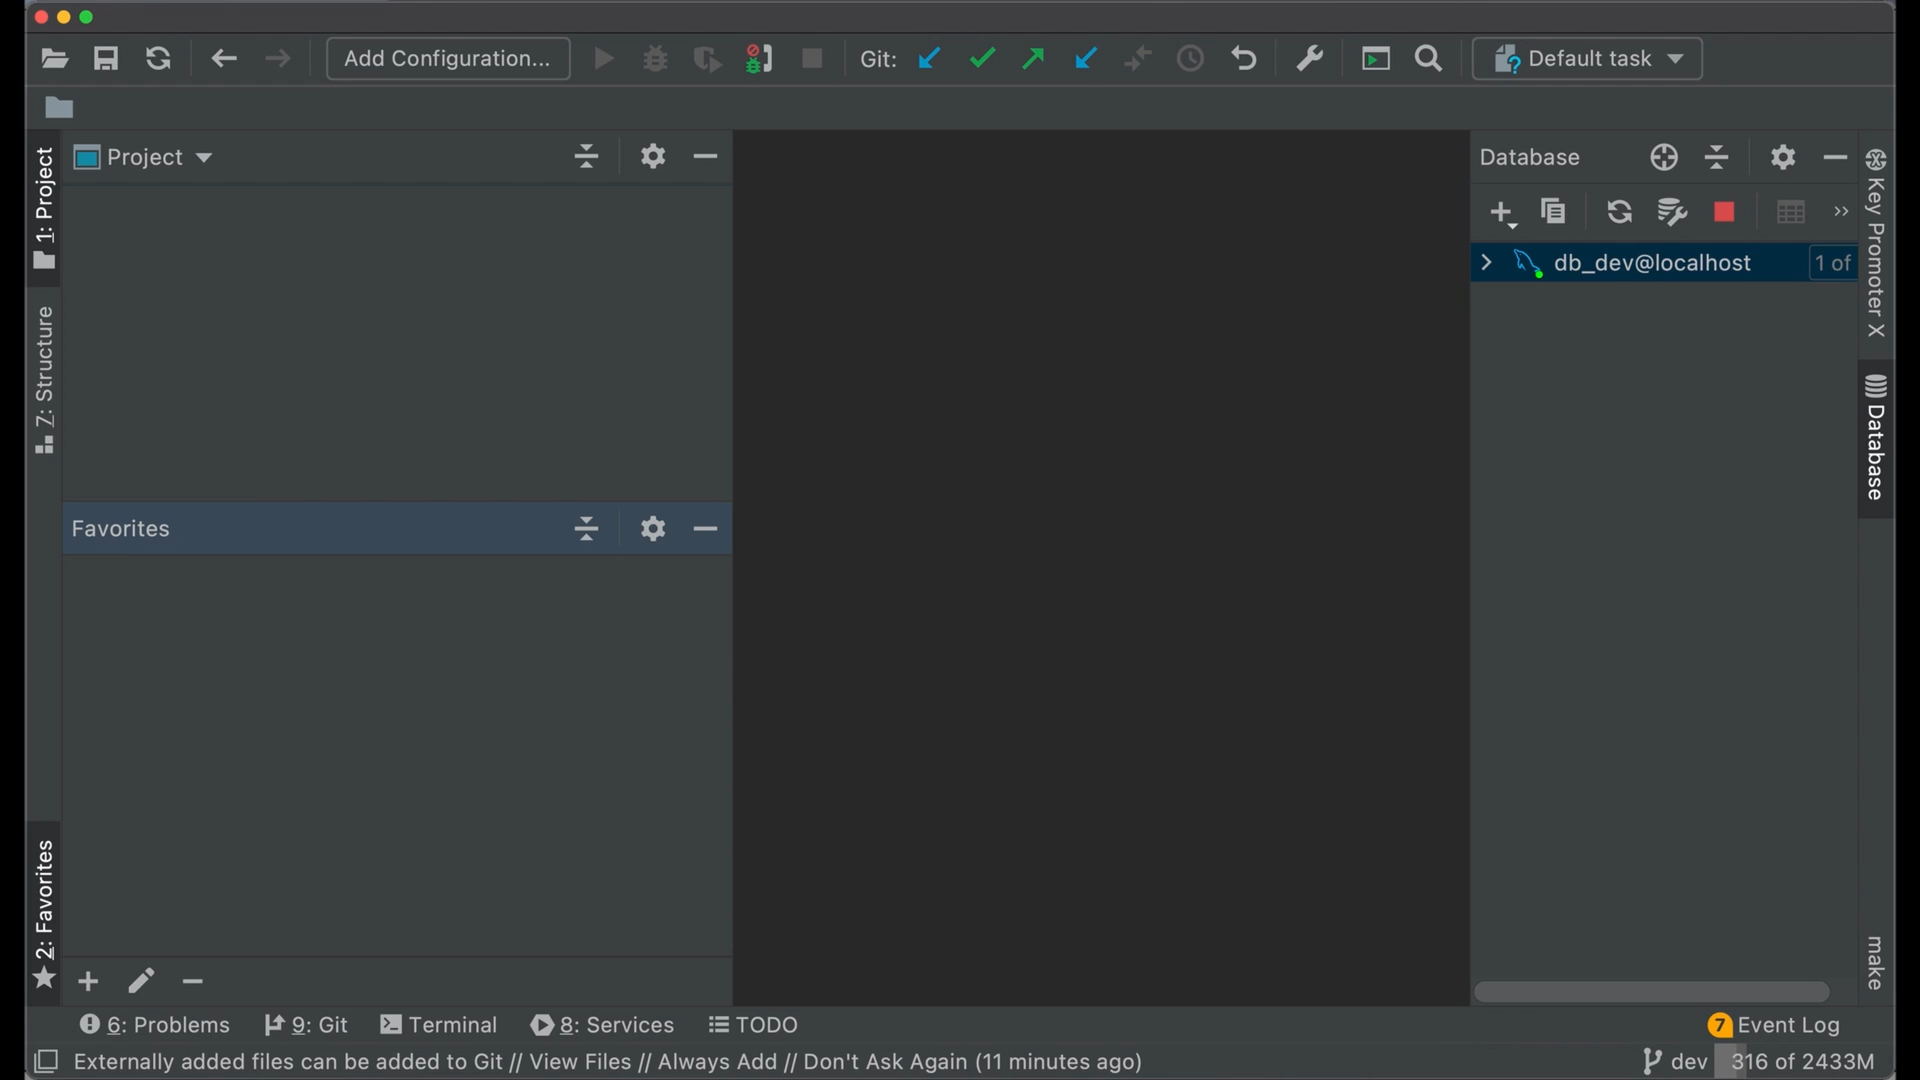 Add Configuration...
Git:
Default task
Project
Database
db_dev@localhost
1 of
1: Project
7: Structure
Favorites
2: Favorites
Key Promoter X
Database
make
6: Problems
9: Git
Terminal
8: Services
TODO
7 Event Log
Externally added files can be added to Git // View Files // Always Add // Don't Ask Again (11 minutes ago)
dev
316 of 2433M